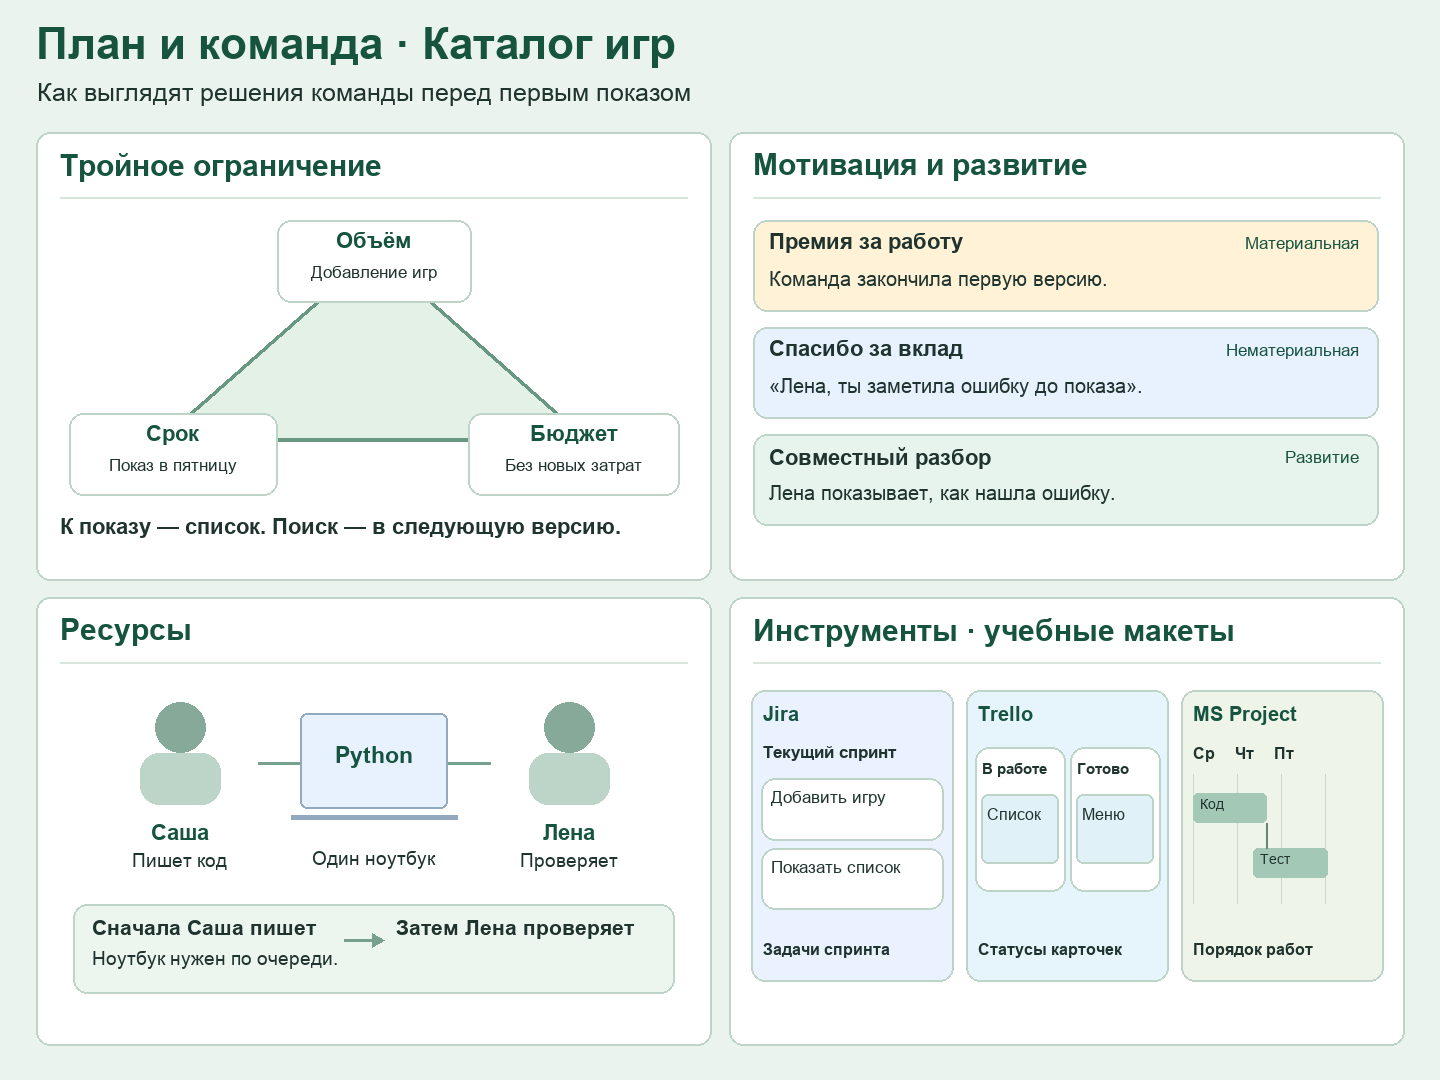 План и команда · Каталог игр
Как выглядят решения команды перед первым показом
Тройное ограничение
Объём
Добавление игр
Срок
Показ в пятницу
Бюджет
Без новых затрат
К показу — список. Поиск — в следующую версию.
Мотивация и развитие
Премия за работу
Материальная
Команда закончила первую версию.
Спасибо за вклад
Нематериальная
«Лена, ты заметила ошибку до показа».
Совместный разбор
Развитие
Лена показывает, как нашла ошибку.
Ресурсы
Python
Саша
Пишет код
Один ноутбук
Лена
Проверяет
Сначала Саша пишет
Затем Лена проверяет
Ноутбук нужен по очереди.
Инструменты · учебные макеты
Jira
Текущий спринт
Добавить игру
Показать список
Задачи спринта
Trello
В работе
Список
Готово
Меню
Статусы карточек
MS Project
Ср Чт Пт
Код
Тест
Порядок работ